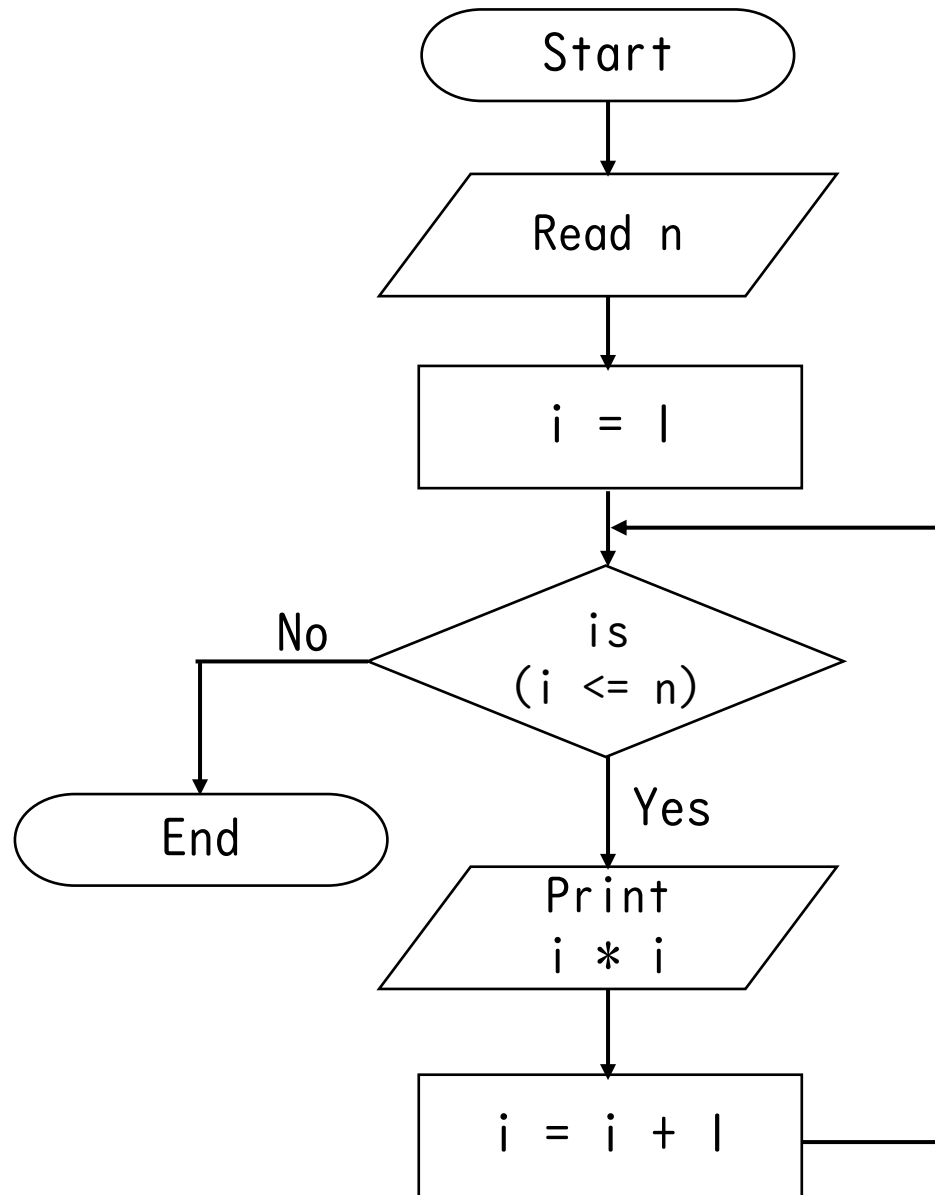 Start
Read n
i = 1
is
(i <= n)
No
Yes
End
Print
i * i
i = i + 1